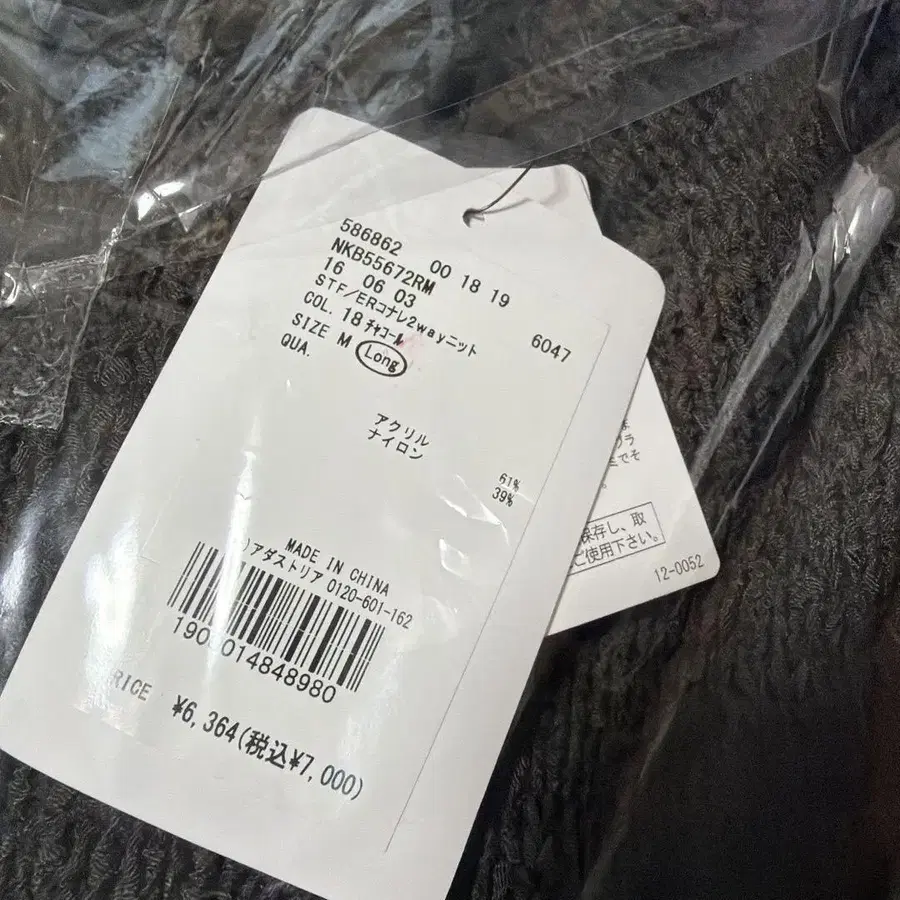 586862 00 18 19
NKB55672RM 6047
16 06 03
STF/ERコナレ2wayニット
COL. 18 チャコール
SIZE M Long
QUA.
アクリル 61%
ナイロン 39%
MADE IN CHINA
)アダストリア 0120-601-162
014848980
RICE ¥6,364(税込¥7,000)
でそ
。
保存し、取
ご使用下さい。
12-0052